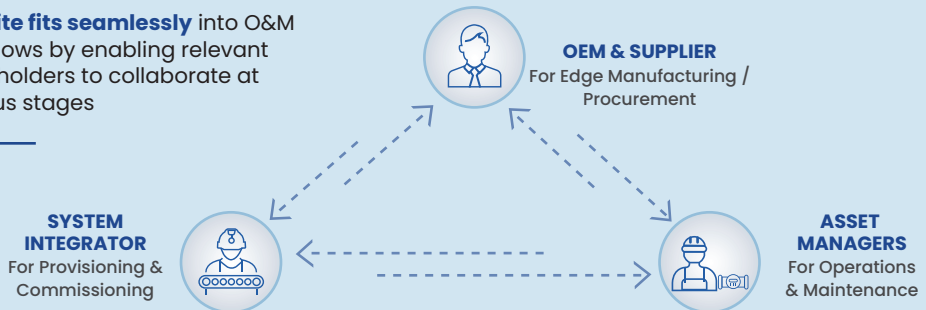 ite fits seamlessly into O&M
ows by enabling relevant
holders to collaborate at
us stages
OEM & SUPPLIER
For Edge Manufacturing /
Procurement
SYSTEM
INTEGRATOR
For Provisioning &
Commissioning
ASSET
MANAGERS
For Operations
& Maintenance